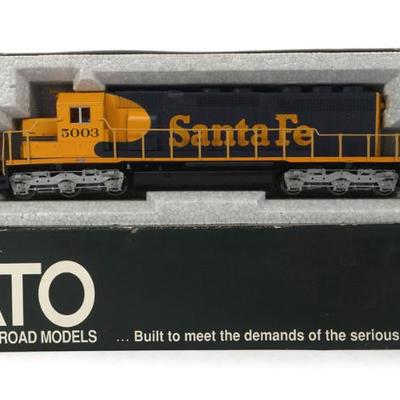 5003
Santa Fe
ATO
ROAD MODELS ... Built to meet the demands of the serious